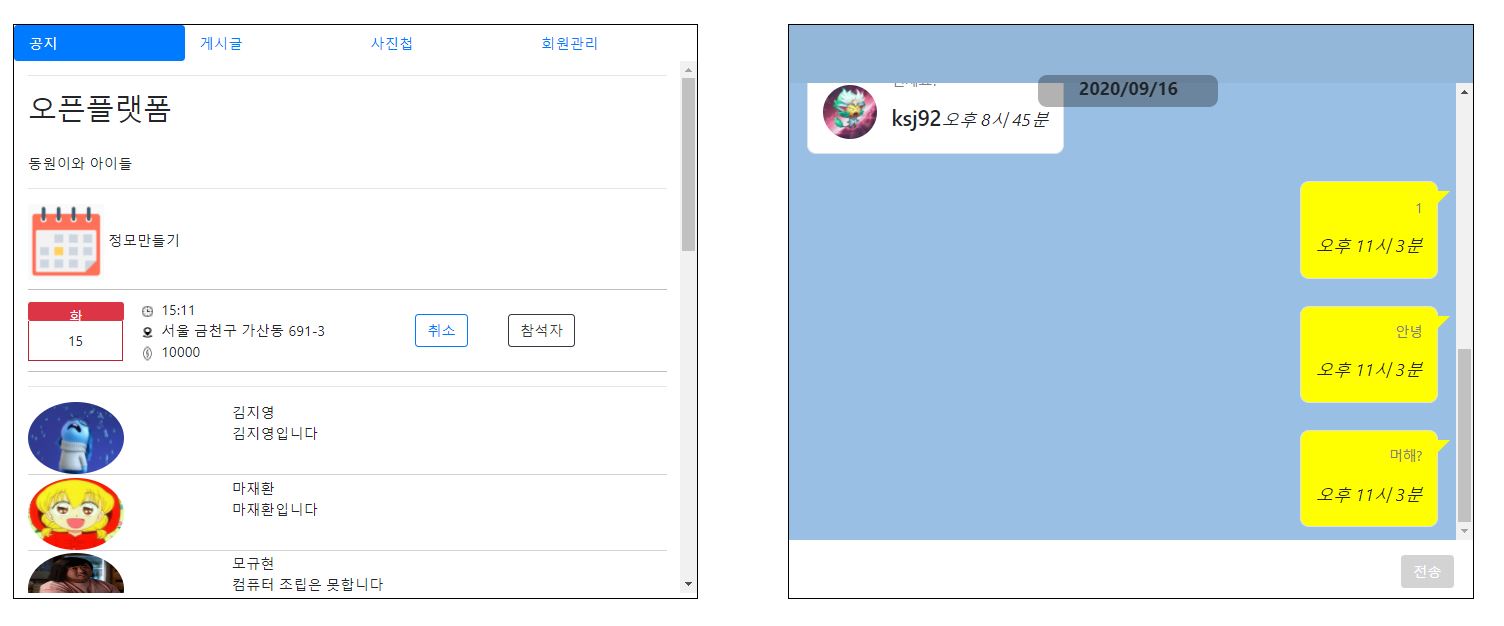 공지 게시글 사진첩 회원관리
오픈플랫폼
동원이와 아이들
정모만들기
화
15
15:11
서울 금천구 가산동 691-3
10000
취소
참석자
김지영
김지영입니다
마재환
마재환입니다
모규현
컴퓨터 조립은 못합니다
2020/09/16
ksj92오후 8시 45분
1
오후 11시 3분
안녕
오후 11시 3분
머해?
오후 11시 3분
전송